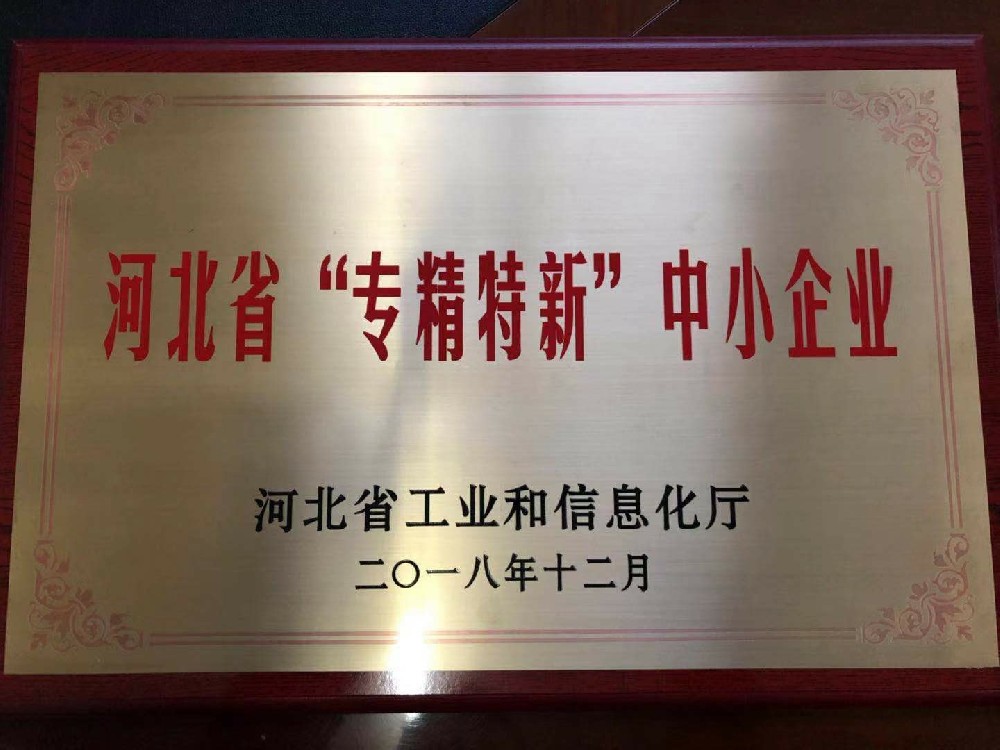 河北省“专精特新”中小企业
河北省工业和信息化厅
二〇一八年十二月